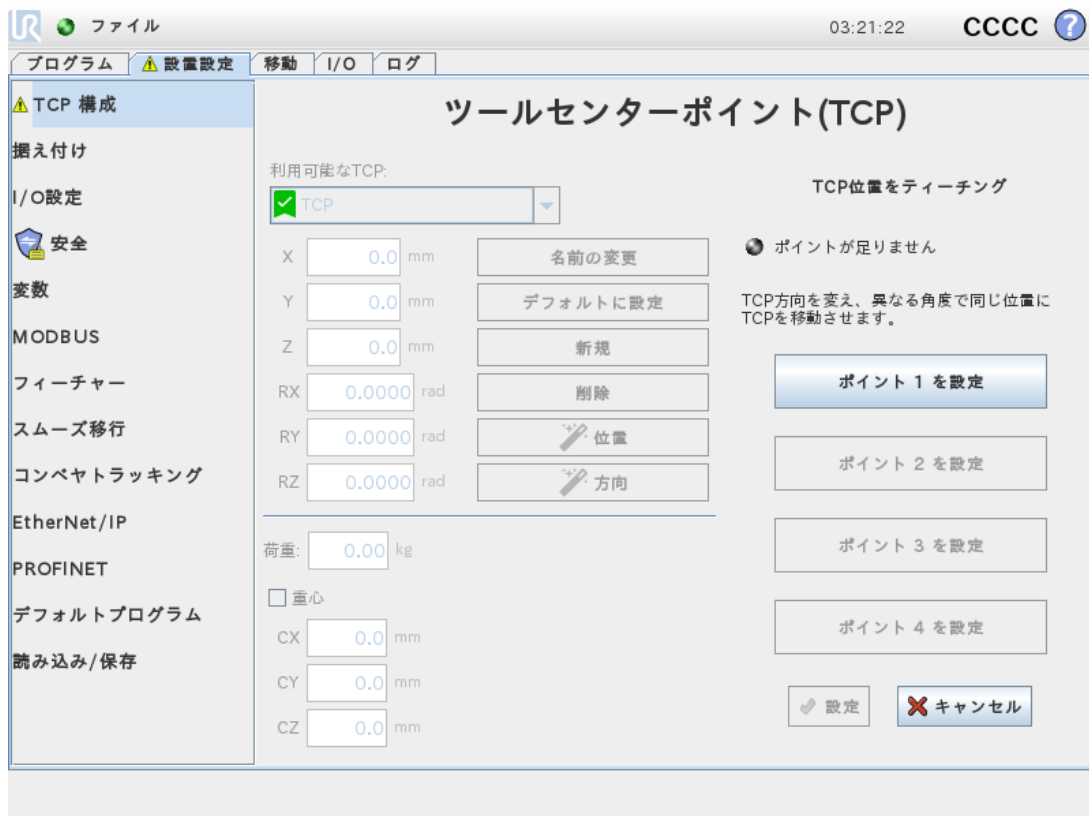 UR ファイル 03:21:22 CCCC ?
プログラム 設置設定 移動 I/O ログ
TCP 構成
据え付け
I/O設定
安全
変数
MODBUS
フィーチャー
スムーズ移行
コンベヤトラッキング
EtherNet/IP
PROFINET
デフォルトプログラム
読み込み/保存
ツールセンターポイント(TCP)
利用可能なTCP:
TCP
X 0.0 mm 名前の変更
Y 0.0 mm デフォルトに設定
Z 0.0 mm 新規
RX 0.0000 rad 削除
RY 0.0000 rad 位置
RZ 0.0000 rad 方向
荷重: 0.00 kg
重心
CX 0.0 mm
CY 0.0 mm
CZ 0.0 mm
TCP位置をティーチング
ポイントが足りません
TCP方向を変え、異なる角度で同じ位置に
TCPを移動させます。
ポイント 1 を設定
ポイント 2 を設定
ポイント 3 を設定
ポイント 4 を設定
設定 キャンセル